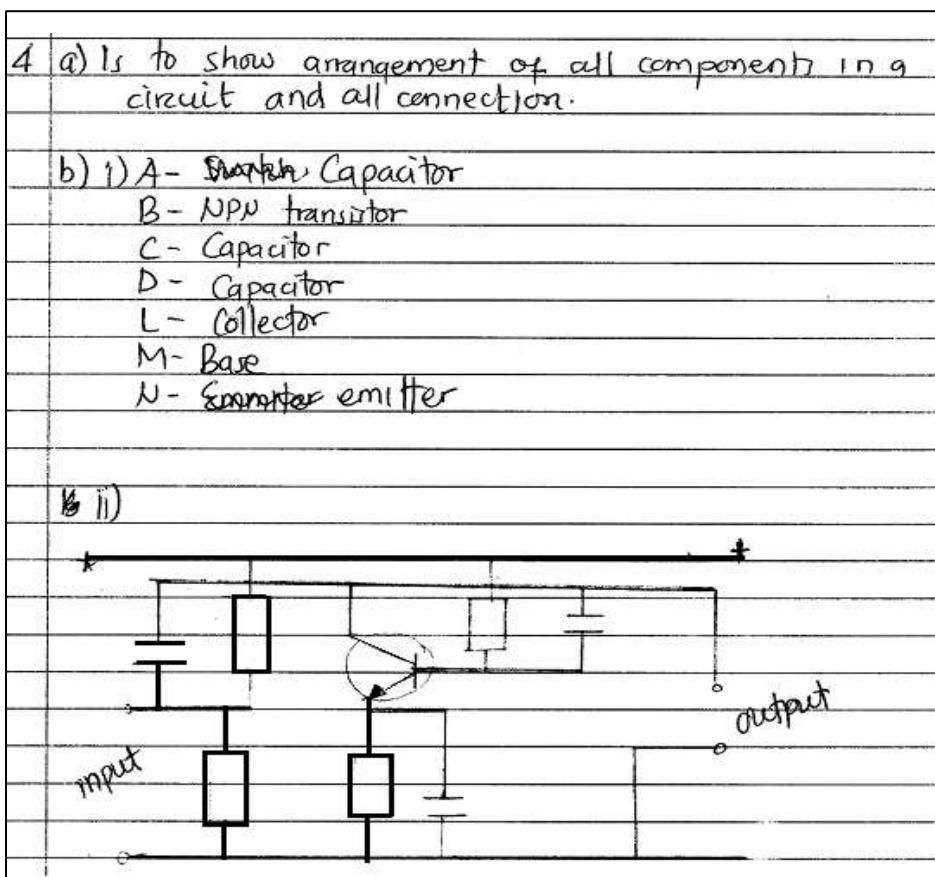 4 a) Is to show arrangement of all components in a
circuit and all connection.
b) i) A- Capacitor
B- NPN transistor
C- Capacitor
D- Capacitor
L- Collector
M- Base
N- emitter
ii)
+
output
input